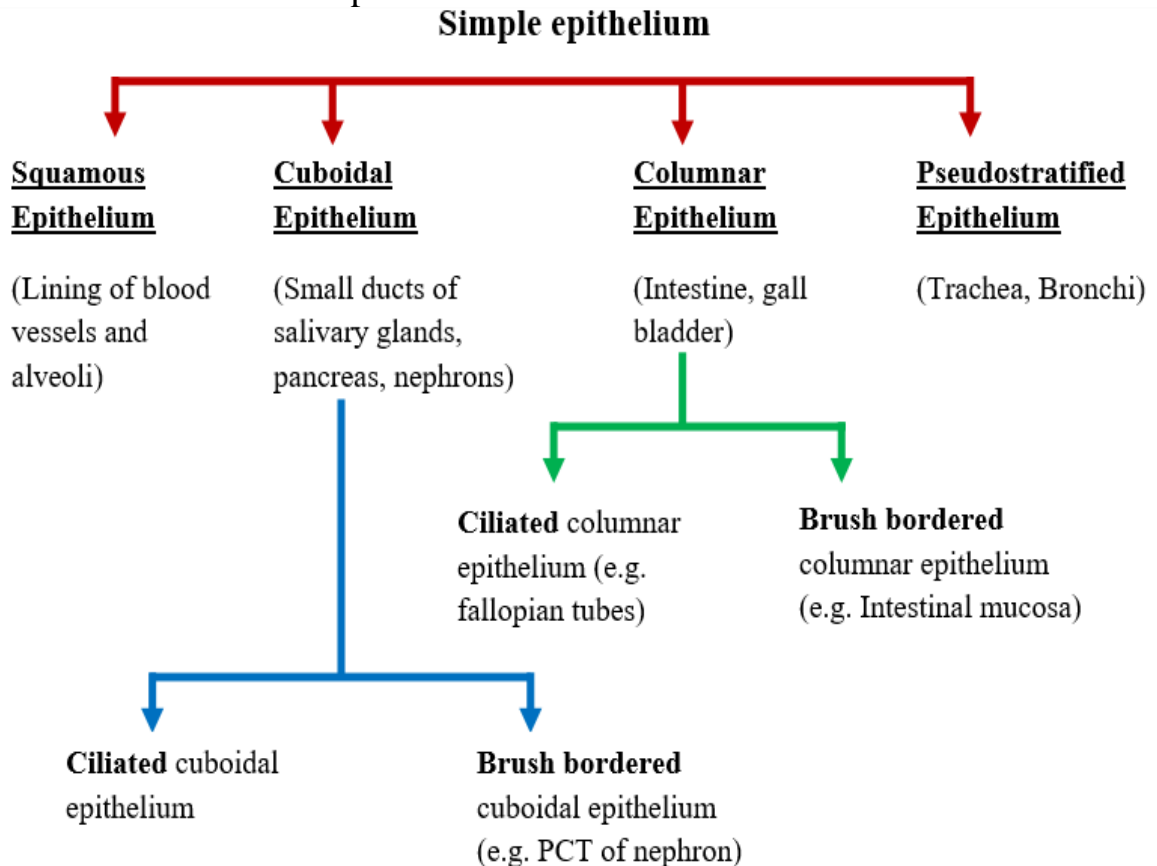 Simple epithelium
Squamous
Epithelium
(Lining of blood
vessels and
alveoli)
Cuboidal
Epithelium
(Small ducts of
salivary glands,
pancreas, nephrons)
Columnar
Epithelium
(Intestine, gall
bladder)
Pseudostratified
Epithelium
(Trachea, Bronchi)
Ciliated columnar
epithelium (e.g.
fallopian tubes)
Brush bordered
columnar epithelium
(e.g. Intestinal mucosa)
Ciliated cuboidal
epithelium
Brush bordered
cuboidal epithelium
(e.g. PCT of nephron)